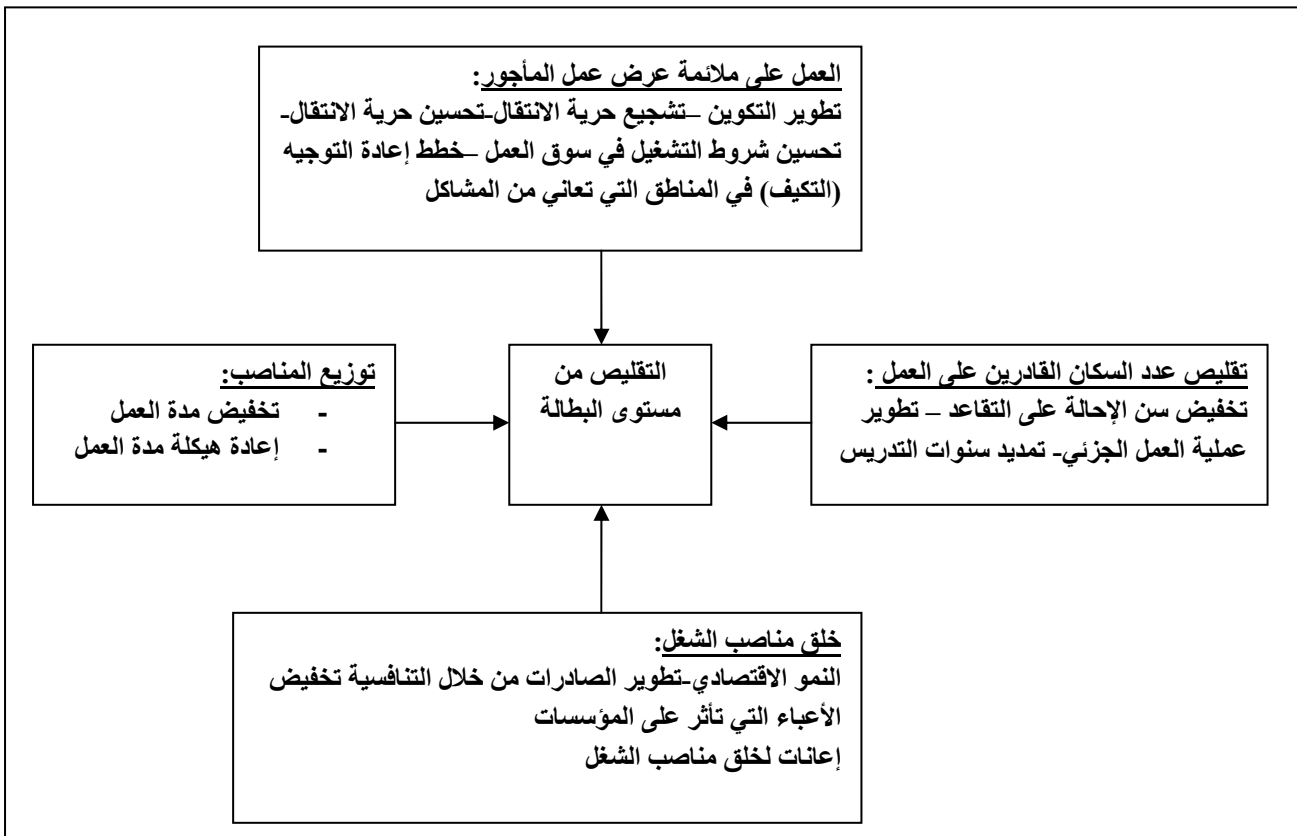 العمل على ملائمة عرض عمل المأجور:
تطوير التكوين –تشجيع حرية الانتقال-تحسين حرية الانتقال-
تحسين شروط التشغيل في سوق العمل –خطط إعادة التوجيه
(التكيف) في المناطق التي تعاني من المشاكل
تقليص عدد السكان القادرين على العمل :
تخفيض سن الإحالة على التقاعد – تطوير
عملية العمل الجزئي- تمديد سنوات التدريس
التقليص من
مستوى البطالة
توزيع المناصب:
- تخفيض مدة العمل
- إعادة هيكلة مدة العمل
خلق مناصب الشغل:
النمو الاقتصادي-تطوير الصادرات من خلال التنافسية تخفيض
الأعباء التي تأثر على المؤسسات
إعانات لخلق مناصب الشغل